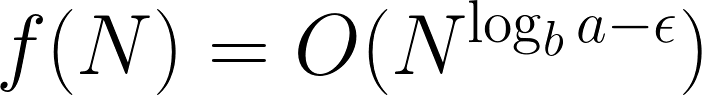 f(N) = O(N^{\log_b a - \epsilon})